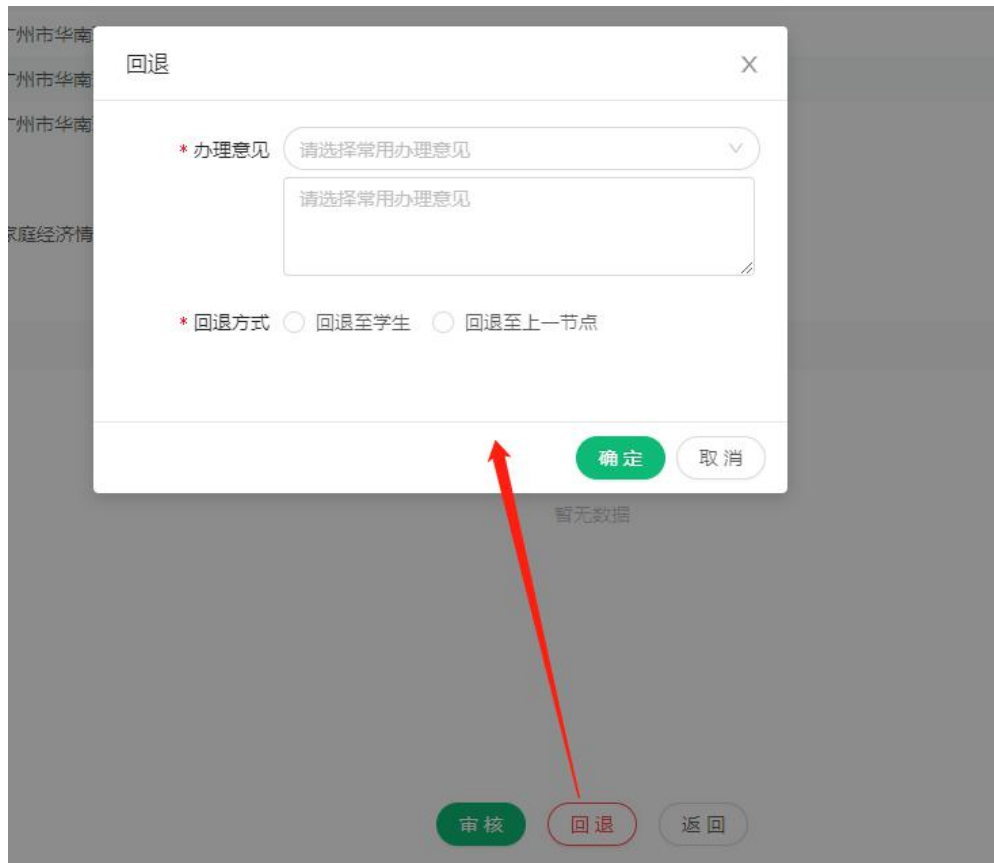 广州市华南
回退
X
广州市华南
广州市华南
* 办理意见 请选择常用办理意见
请选择常用办理意见
家庭经济情
* 回退方式 回退至学生 回退至上一节点
确定 取消
暂无数据
审核 回退 返回